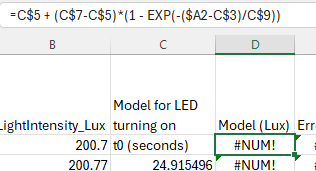 =C$5 + (C$7-C$5)*(1 - EXP(-($A2-C$3)/C$9))
B C D
Model for LED
LightIntensity_Lux turning on Model (Lux) Erro
200.7 t0 (seconds) #NUM!
200.77 24.915496 #NUM!